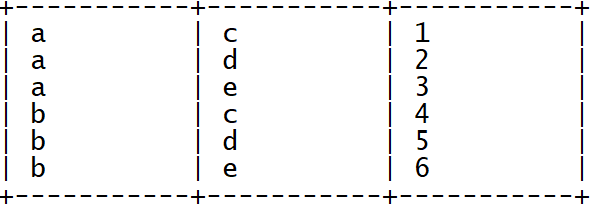 +-----------+-----------+-----------+
| a         | c         | 1         |
| a         | d         | 2         |
| a         | e         | 3         |
| b         | c         | 4         |
| b         | d         | 5         |
| b         | e         | 6         |
+-----------+-----------+-----------+